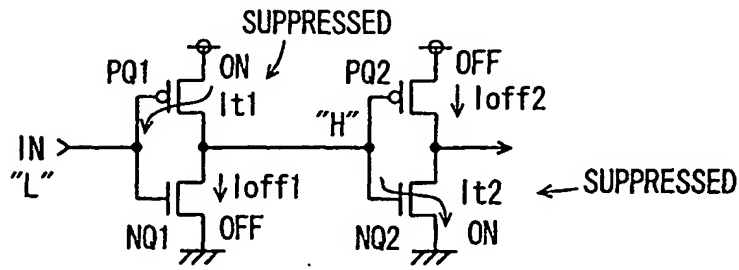 SUPPRESSED
PQ1
ON
It1
PQ2
OFF
Ioff2
"H"
IN
"L"
Ioff1
It2
SUPPRESSED
NQ1
OFF
NQ2
ON